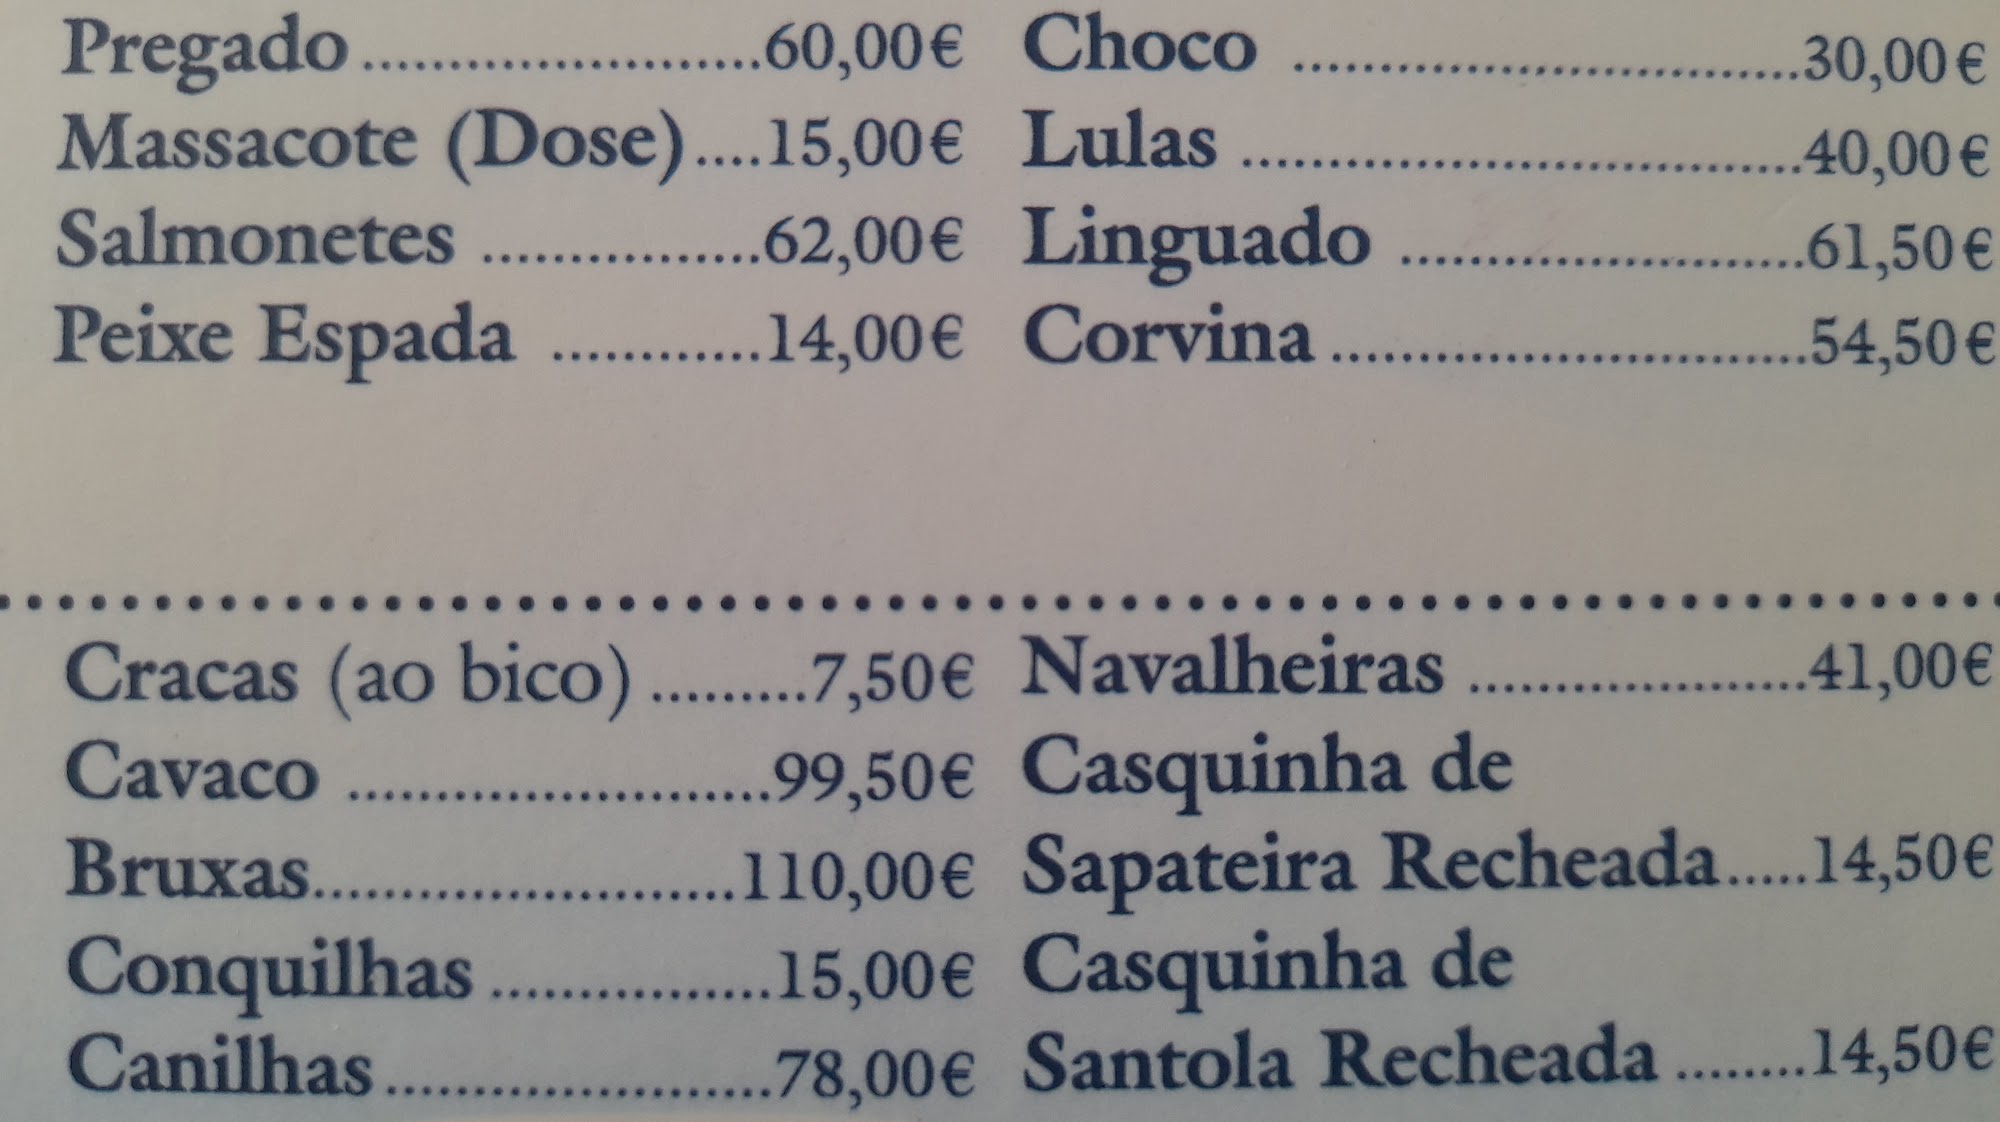 Pregado ........................60,00€
Massacote (Dose)....15,00€
Salmonetes ................62,00€
Peixe Espada ............14,00€
Choco ..............................30,00€
Lulas .................................40,00€
Linguado ........................61,50€
Corvina ............................54,50€
Cracas (ao bico) .........7,50€
Cavaco .........................99,50€
Bruxas.........................110,00€
Conquilhas ................15,00€
Canilhas.......................78,00€
Navalheiras ....................41,00€
Casquinha de
Sapateira Recheada.....14,50€
Casquinha de
Santola Recheada ........14,50€